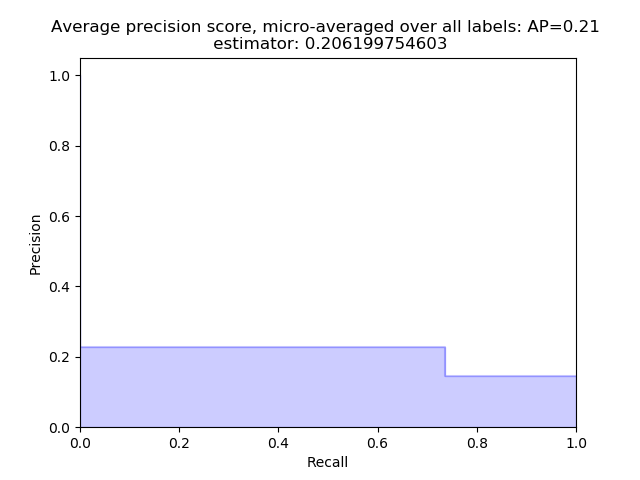 Average precision score, micro-averaged over all labels: AP=0.21
estimator: 0.206199754603
1.0
0.8
0.6
0.4
0.2
0.0
Precision
0.0 0.2 0.4 0.6 0.8 1.0
Recall